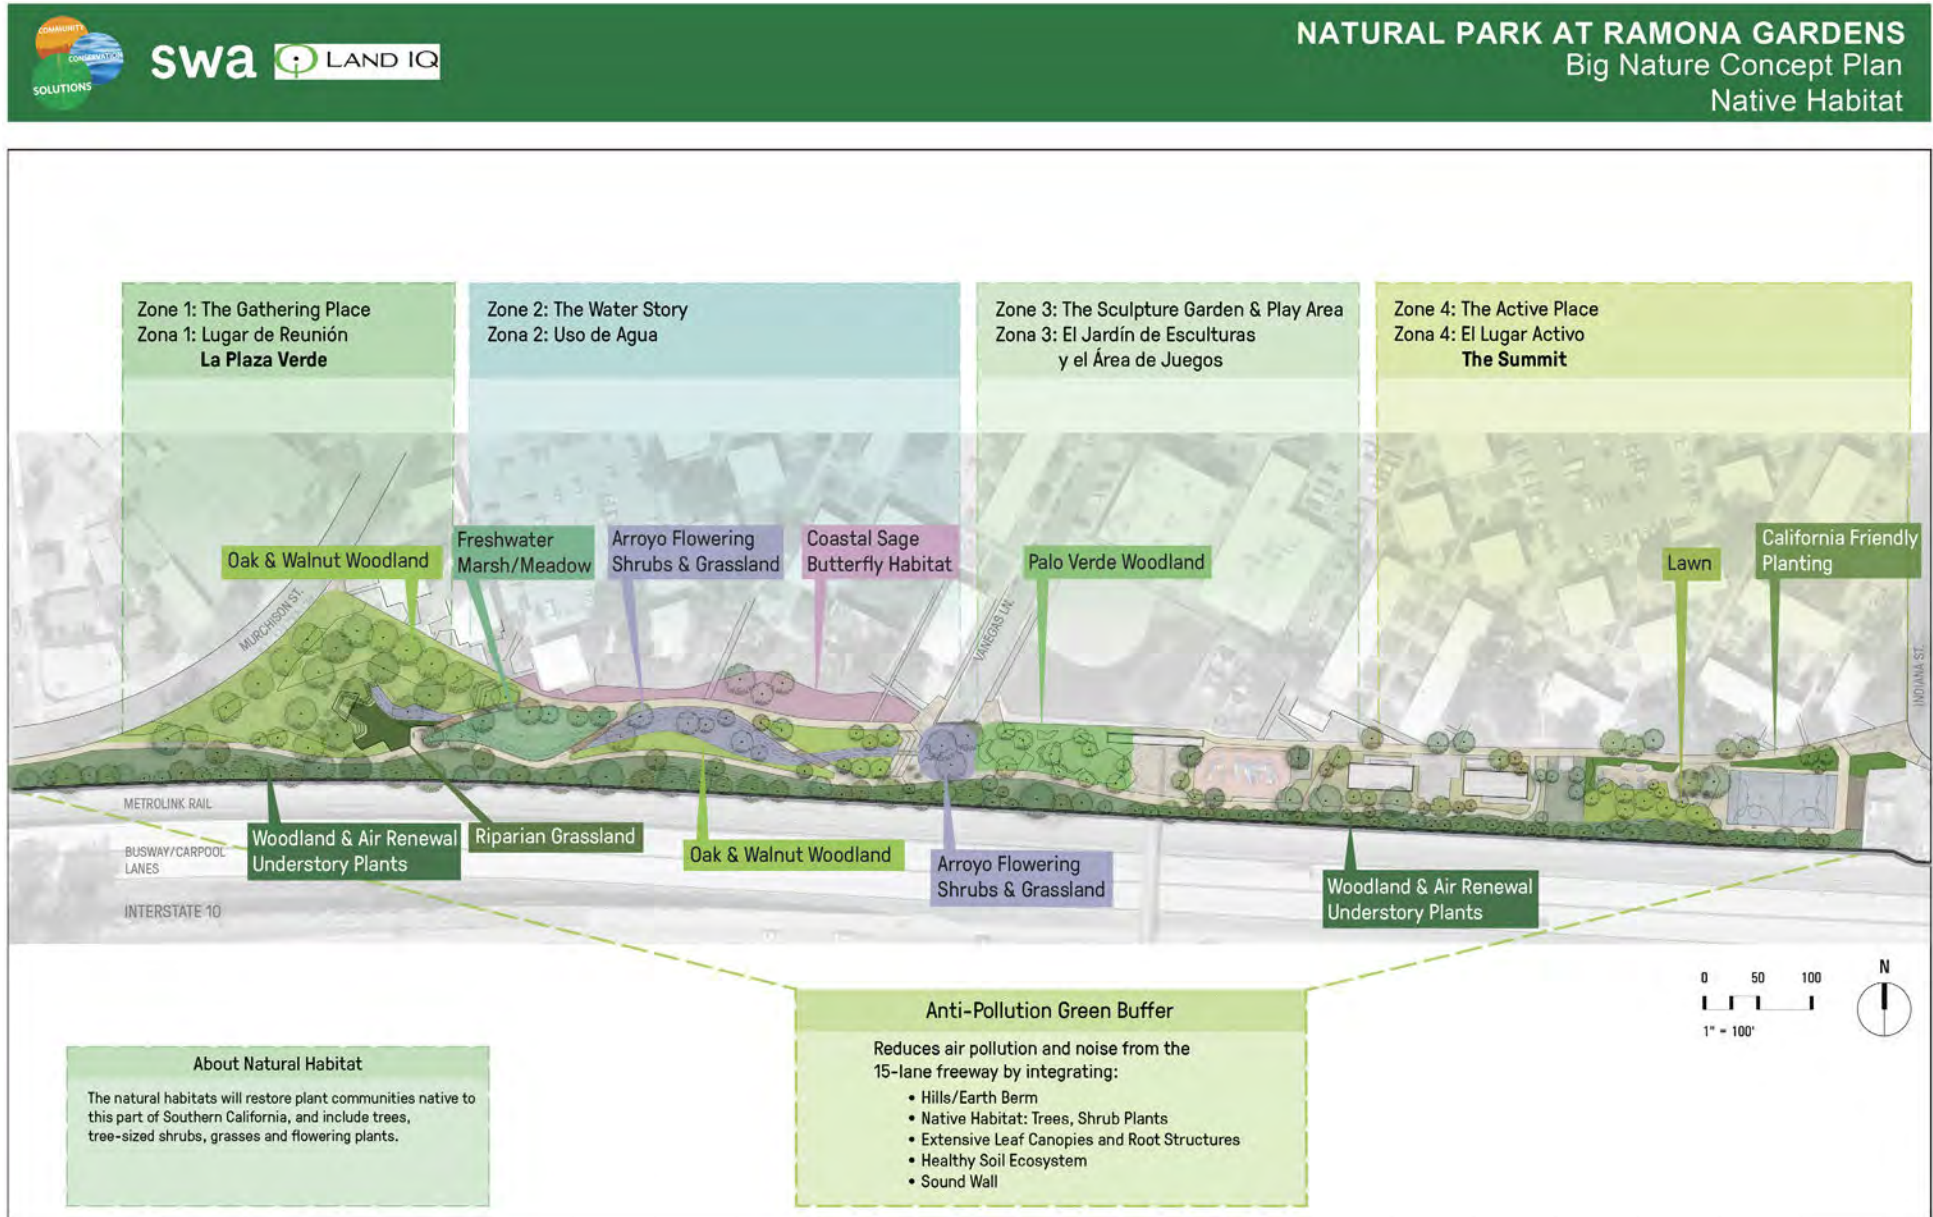 COMMUNITY
CONSERVATION
SOLUTIONS
swa
LAND IQ
NATURAL PARK AT RAMONA GARDENS
Big Nature Concept Plan
Native Habitat
Zone 1: The Gathering Place
Zona 1: Lugar de Reunión
La Plaza Verde
Zone 2: The Water Story
Zona 2: Uso de Agua
Zone 3: The Sculpture Garden & Play Area
Zona 3: El Jardín de Esculturas
y el Área de Juegos
Zone 4: The Active Place
Zona 4: El Lugar Activo
The Summit
Oak & Walnut Woodland
Freshwater
Marsh/Meadow
Arroyo Flowering
Shrubs & Grassland
Coastal Sage
Butterfly Habitat
Palo Verde Woodland
Lawn
California Friendly
Planting
MURCHISON ST.
VANEGAS LN.
INDIANA ST.
METROLINK RAIL
BUSWAY/CARPOOL
LANES
INTERSTATE 10
Woodland & Air Renewal
Understory Plants
Riparian Grassland
Oak & Walnut Woodland
Arroyo Flowering
Shrubs & Grassland
Woodland & Air Renewal
Understory Plants
0 50 100
1" = 100'
N
About Natural Habitat
The natural habitats will restore plant communities native to
this part of Southern California, and include trees,
tree-sized shrubs, grasses and flowering plants.
Anti-Pollution Green Buffer
Reduces air pollution and noise from the
15-lane freeway by integrating:
• Hills/Earth Berm
• Native Habitat: Trees, Shrub Plants
• Extensive Leaf Canopies and Root Structures
• Healthy Soil Ecosystem
• Sound Wall